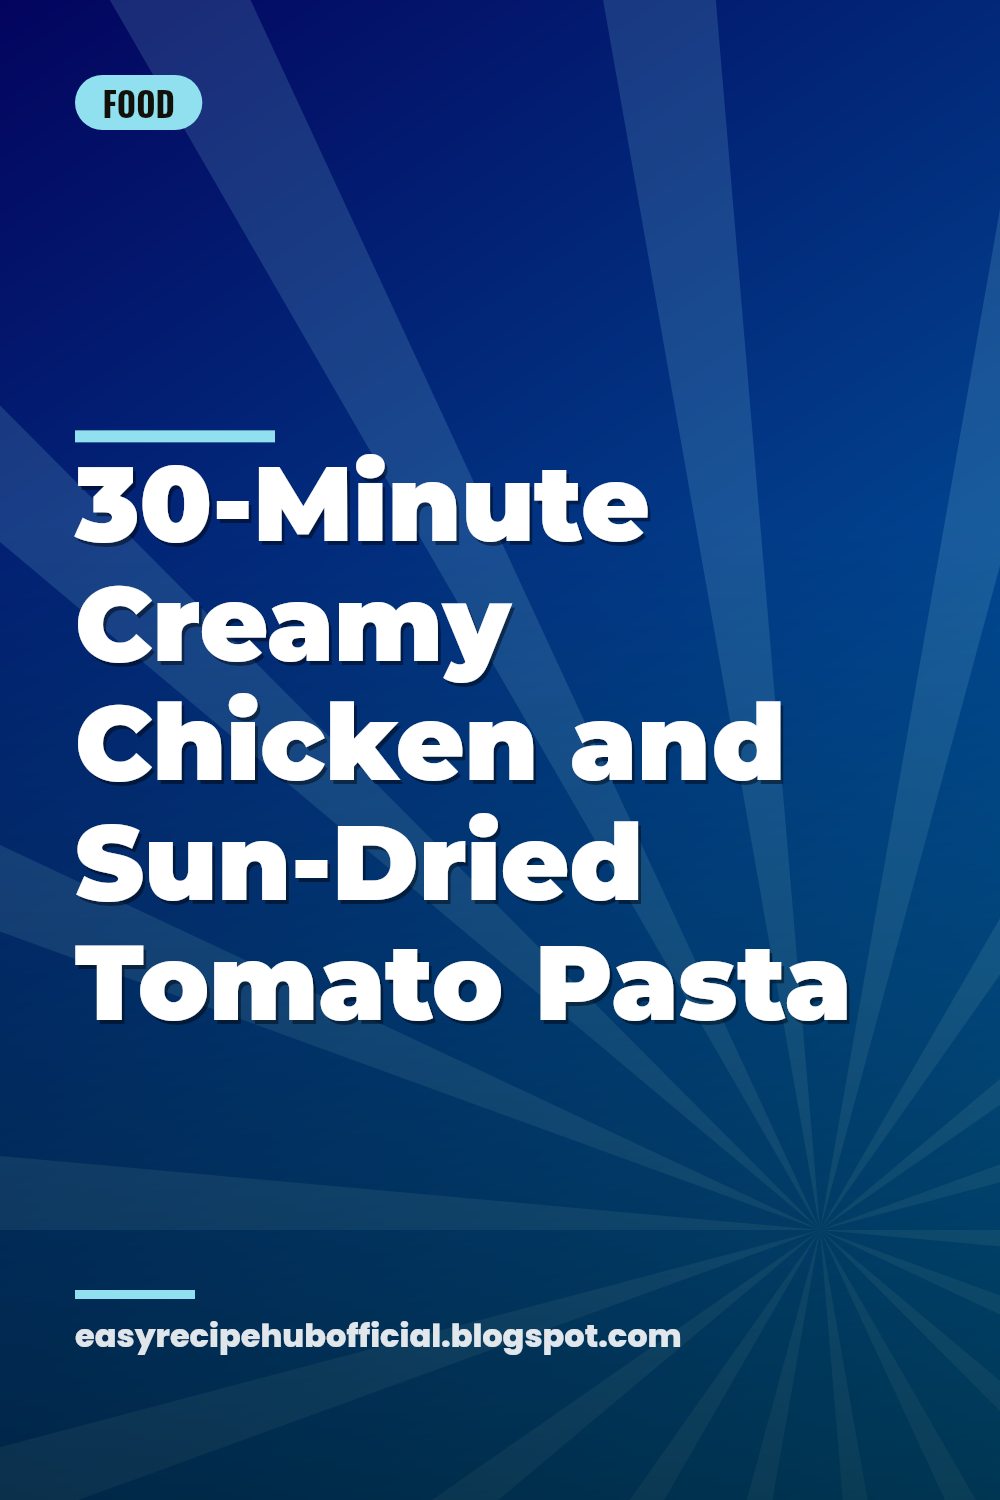 FOOD
30-Minute
Creamy
Chicken and
Sun-Dried
Tomato Pasta
easyrecipehubofficial.blogspot.com